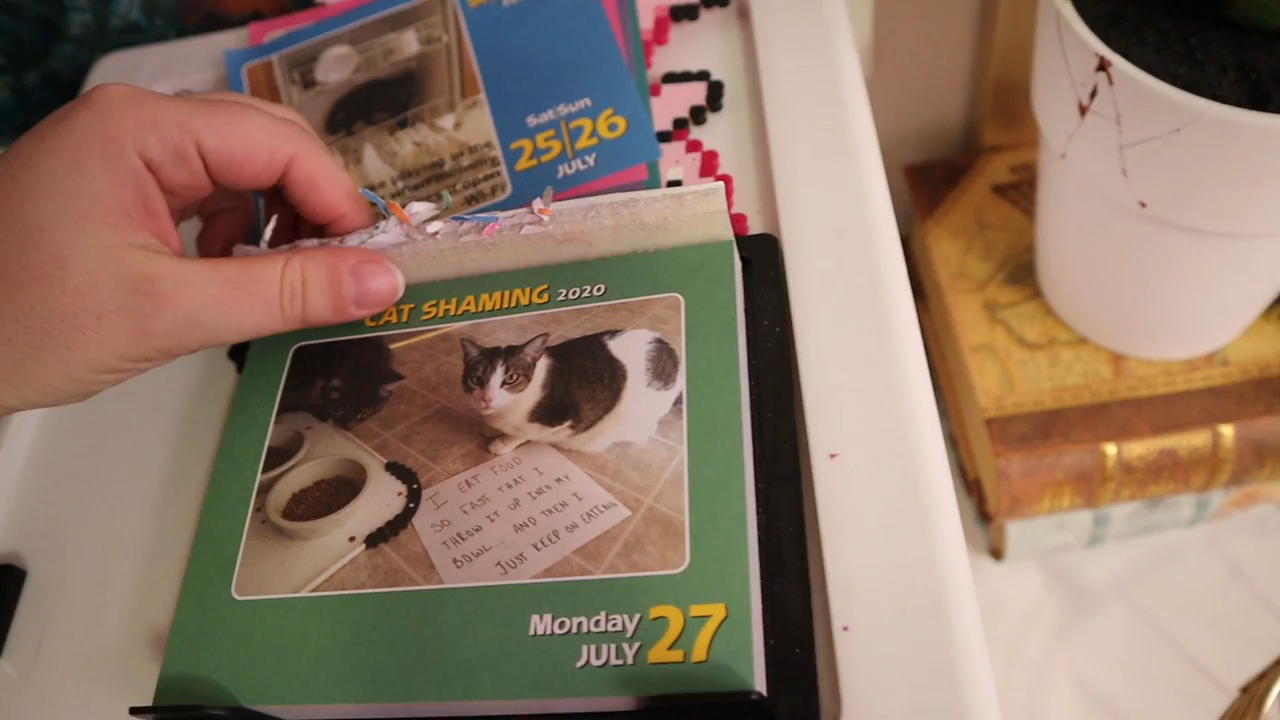 Sat|Sun
25|26
JULY
CAT SHAMING 2020
I EAT FOOD
SO FAST THAT I
THROW IT UP INTO MY
BOWL... AND THEN I
JUST KEEP ON EATING
Monday
JULY 27